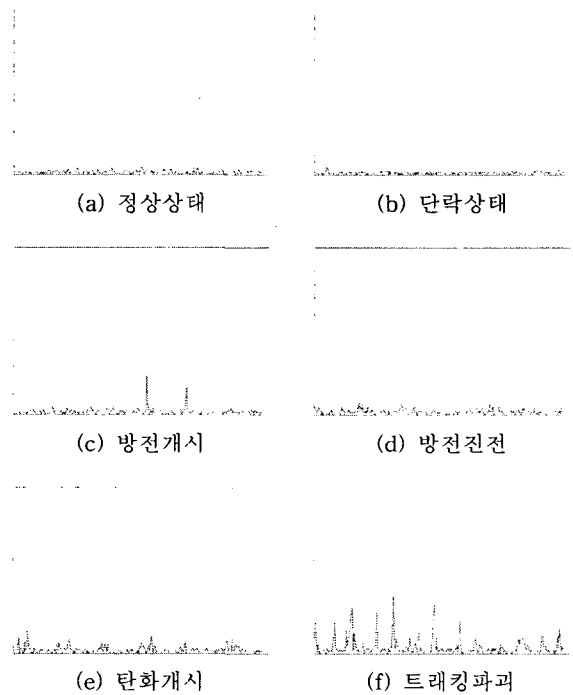 (a) 정상상태
(b) 단락상태
(c) 방전개시
(d) 방전진전
(e) 탄화개시
(f) 트래킹파괴